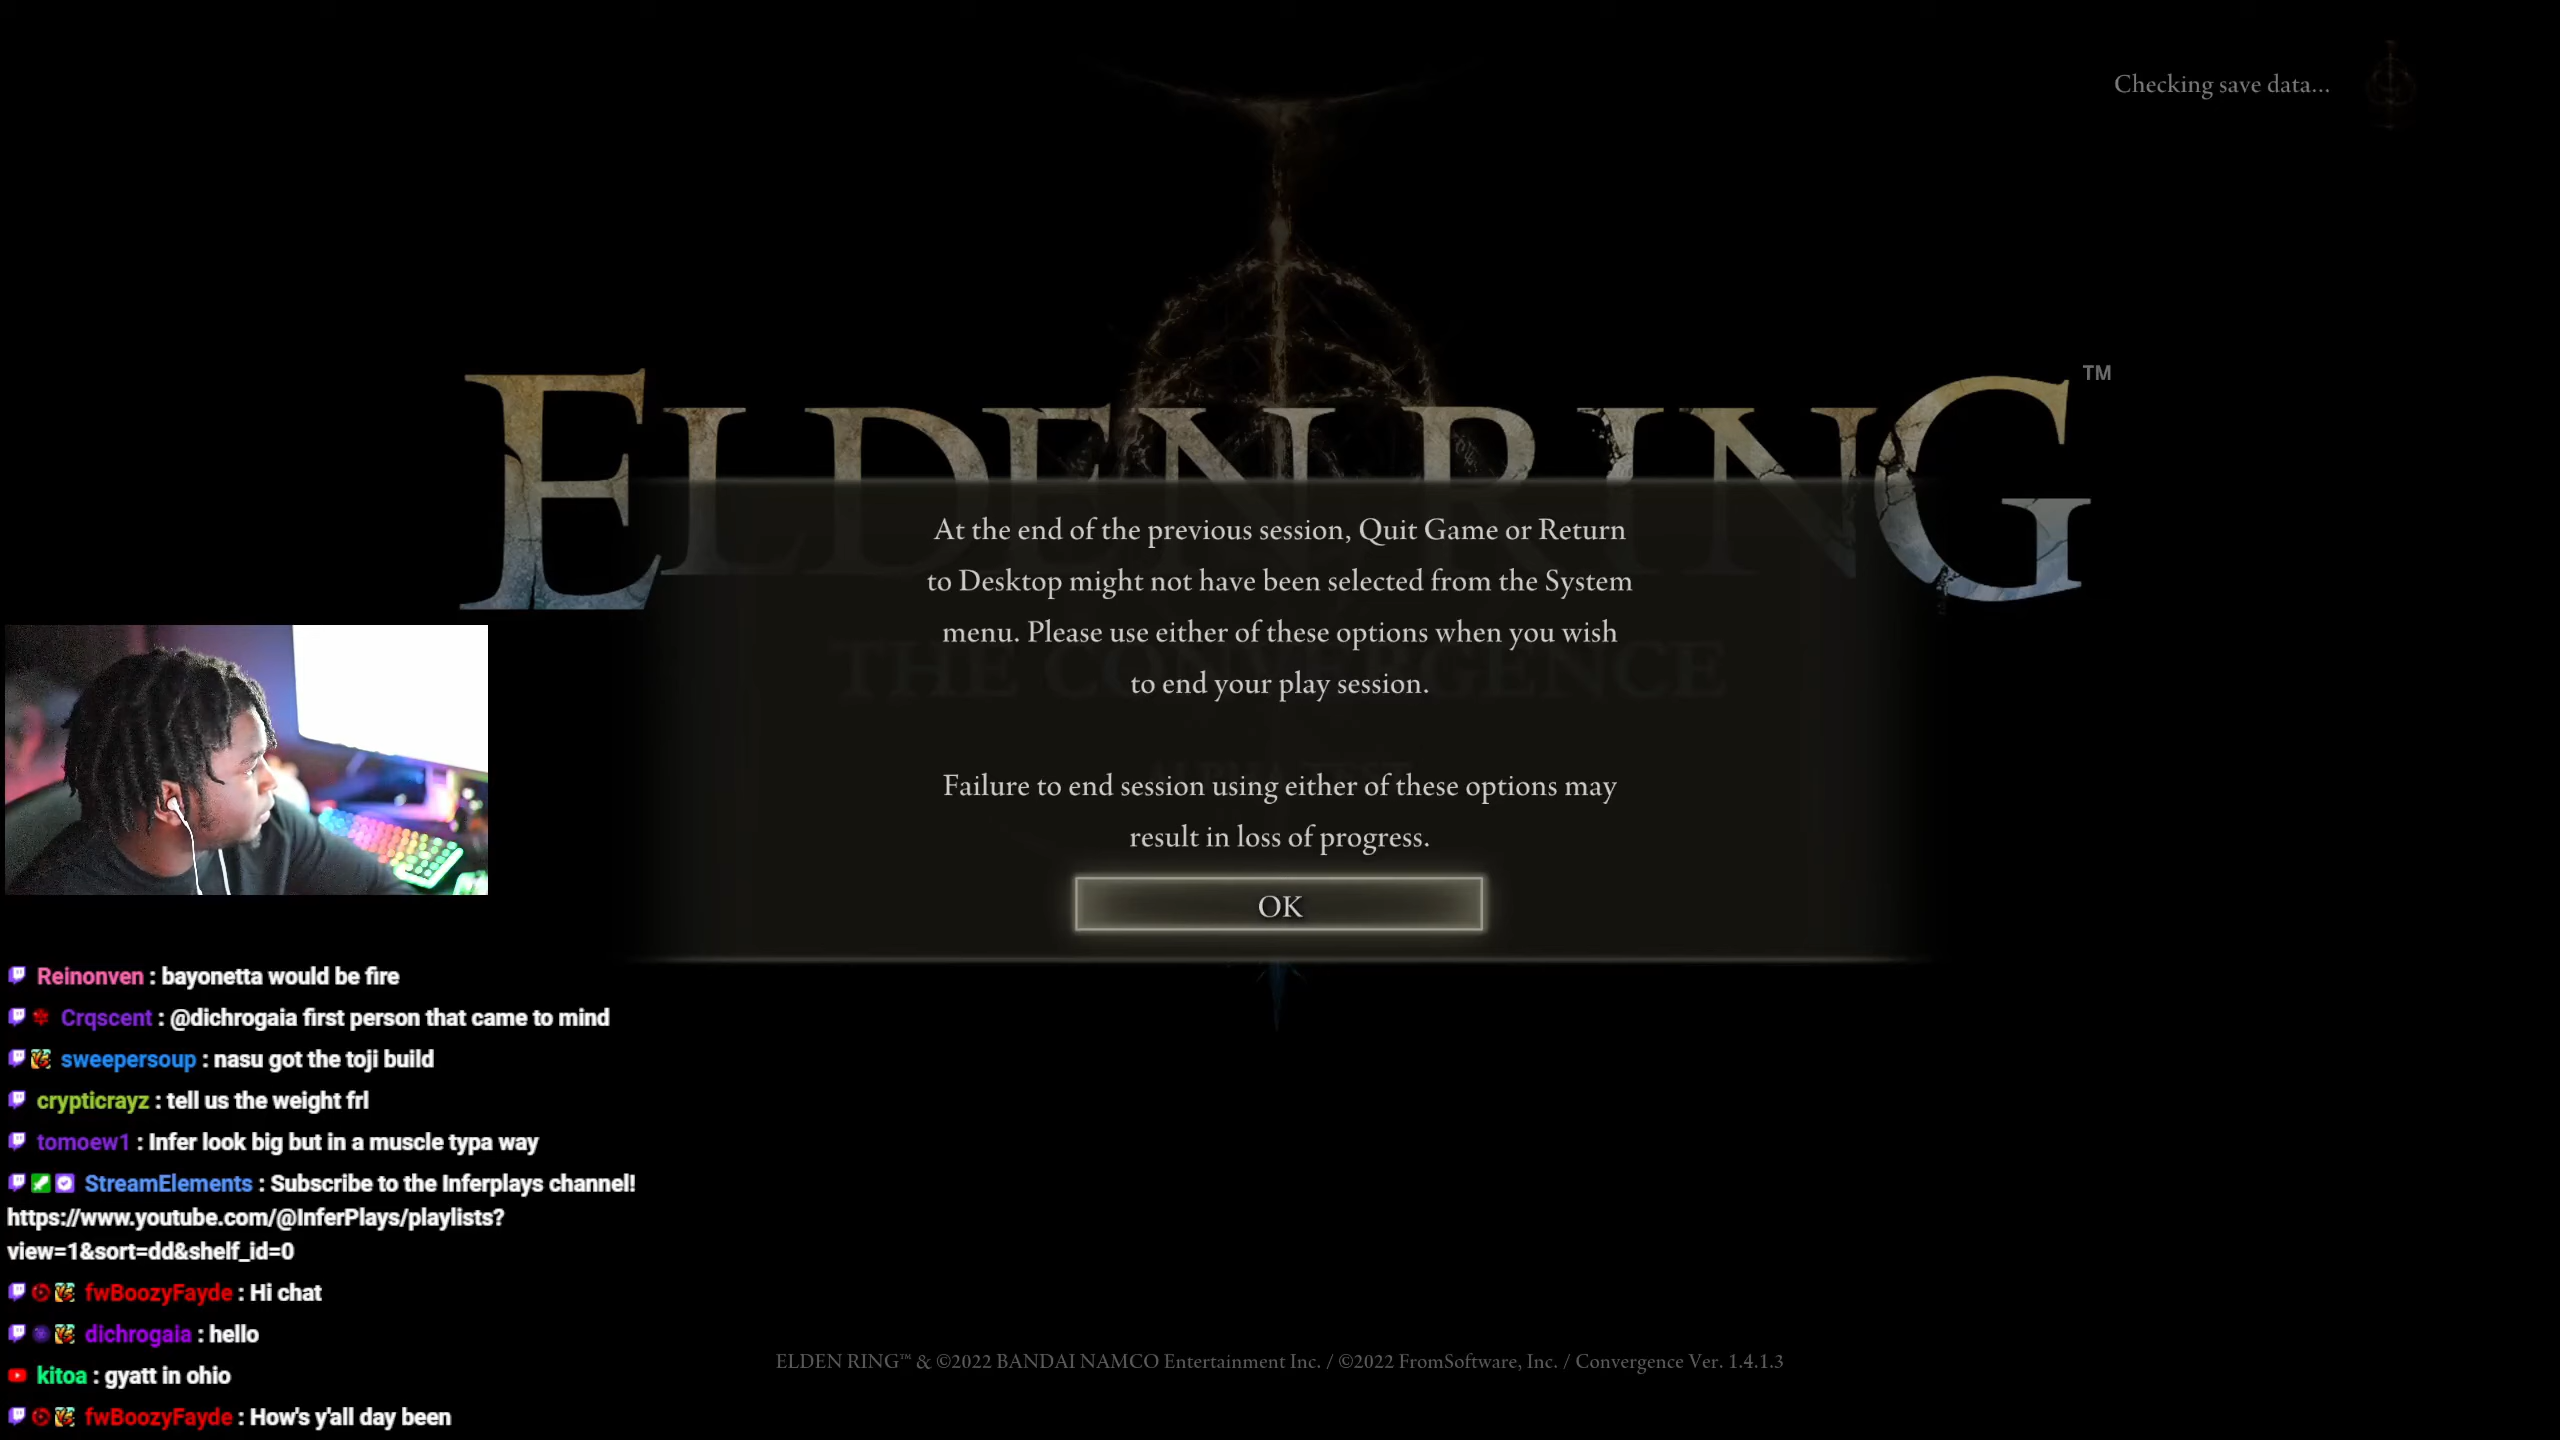 Checking save data...
ELDEN RING™
At the end of the previous session, Quit Game or Return
to Desktop might not have been selected from the System
menu. Please use either of these options when you wish
to end your play session.
THE CONVERGENCE
ALPHA TEST
Failure to end session using either of these options may
result in loss of progress.
OK
Reinonven : bayonetta would be fire
Crqscent : @dichrogaia first person that came to mind
sweepersoup : nasu got the toji build
crypticrayz : tell us the weight frl
tomoew1 : Infer look big but in a muscle typa way
StreamElements : Subscribe to the Inferplays channel!
https://www.youtube.com/@InferPlays/playlists?
view=1&sort=dd&shelf_id=0
fwBoozyFayde : Hi chat
dichrogaia : hello
kitoa : gyatt in ohio
fwBoozyFayde : How's y'all day been
ELDEN RING™ & ©2022 BANDAI NAMCO Entertainment Inc. / ©2022 FromSoftware, Inc. / Convergence Ver. 1.4.1.3